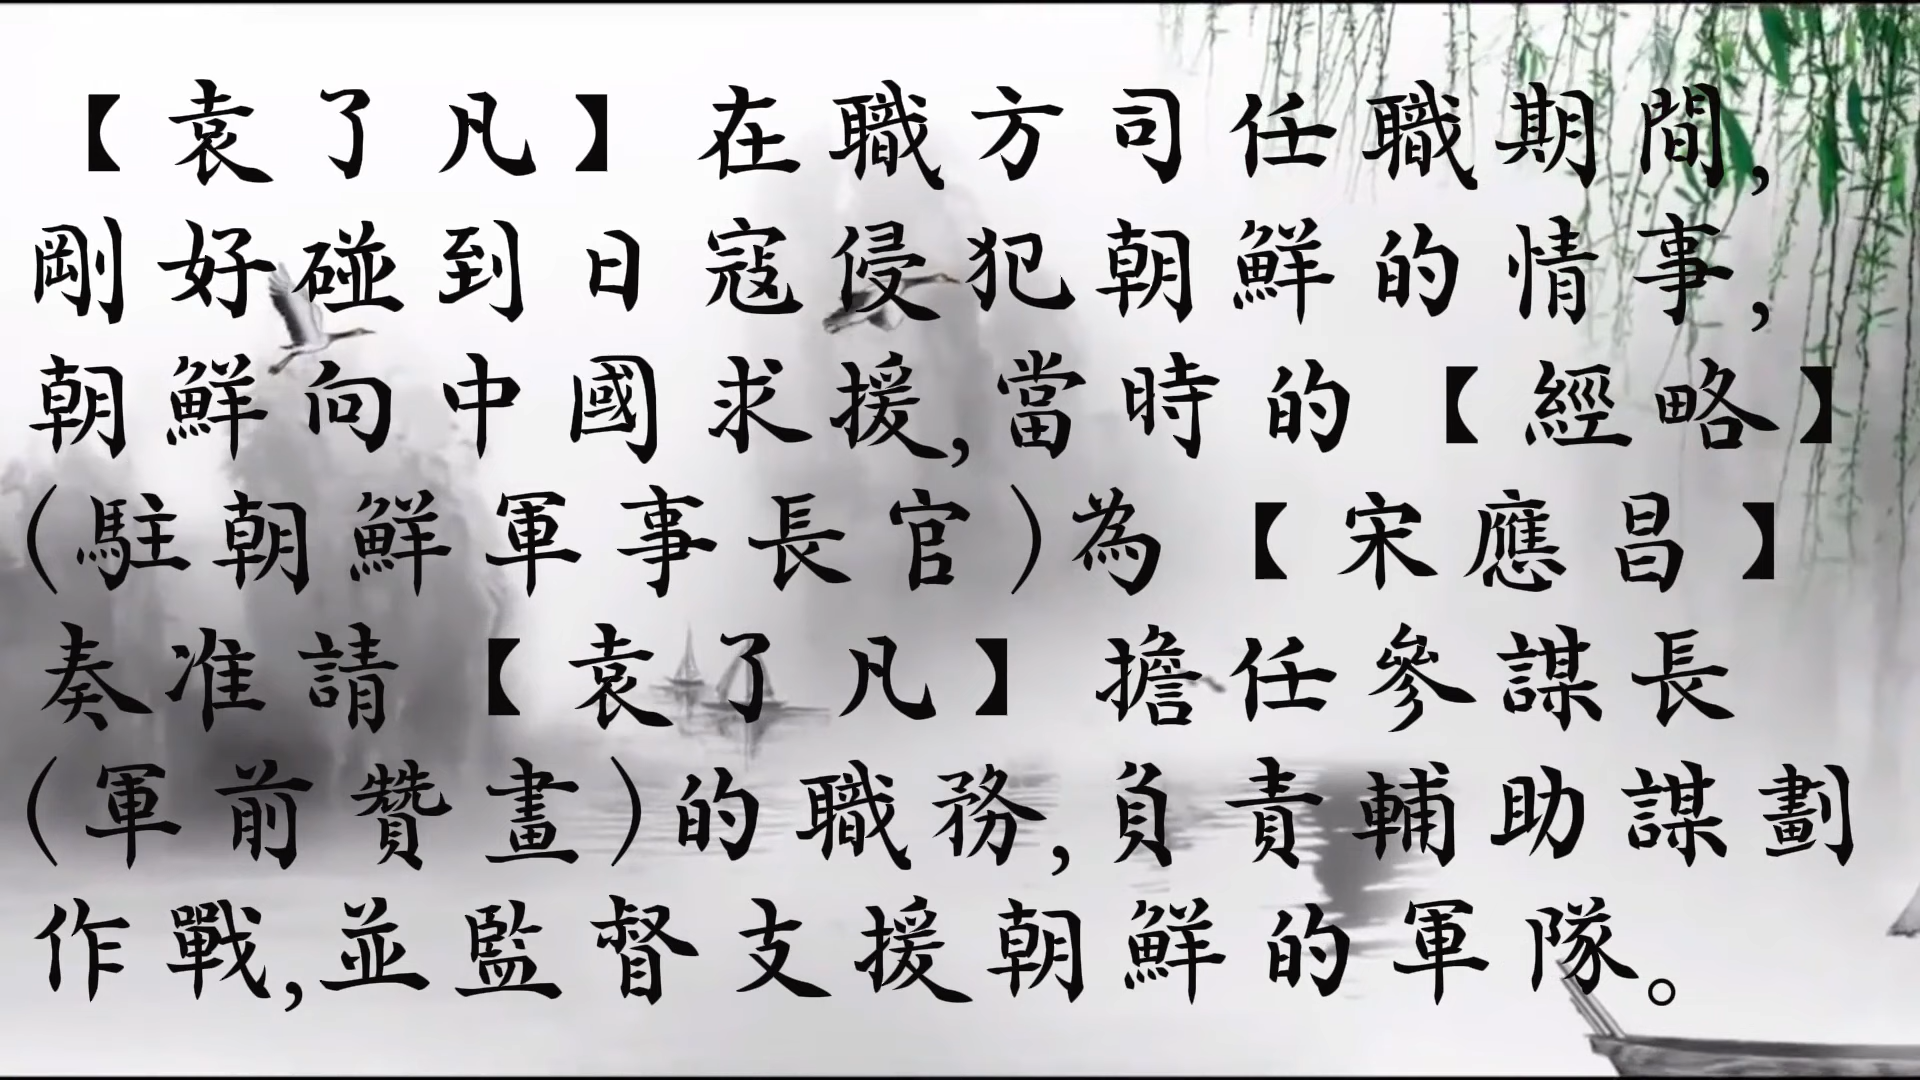 【袁了凡】在職方司任職期間,
剛好碰到日寇侵犯朝鮮的情事,
朝鮮向中國求援,當時的【經略】
(駐朝鮮軍事長官)為【宋應昌】
奏准請【袁了凡】擔任參謀長
(軍前贊畫)的職務,負責輔助謀劃
作戰,並監督支援朝鮮的軍隊。